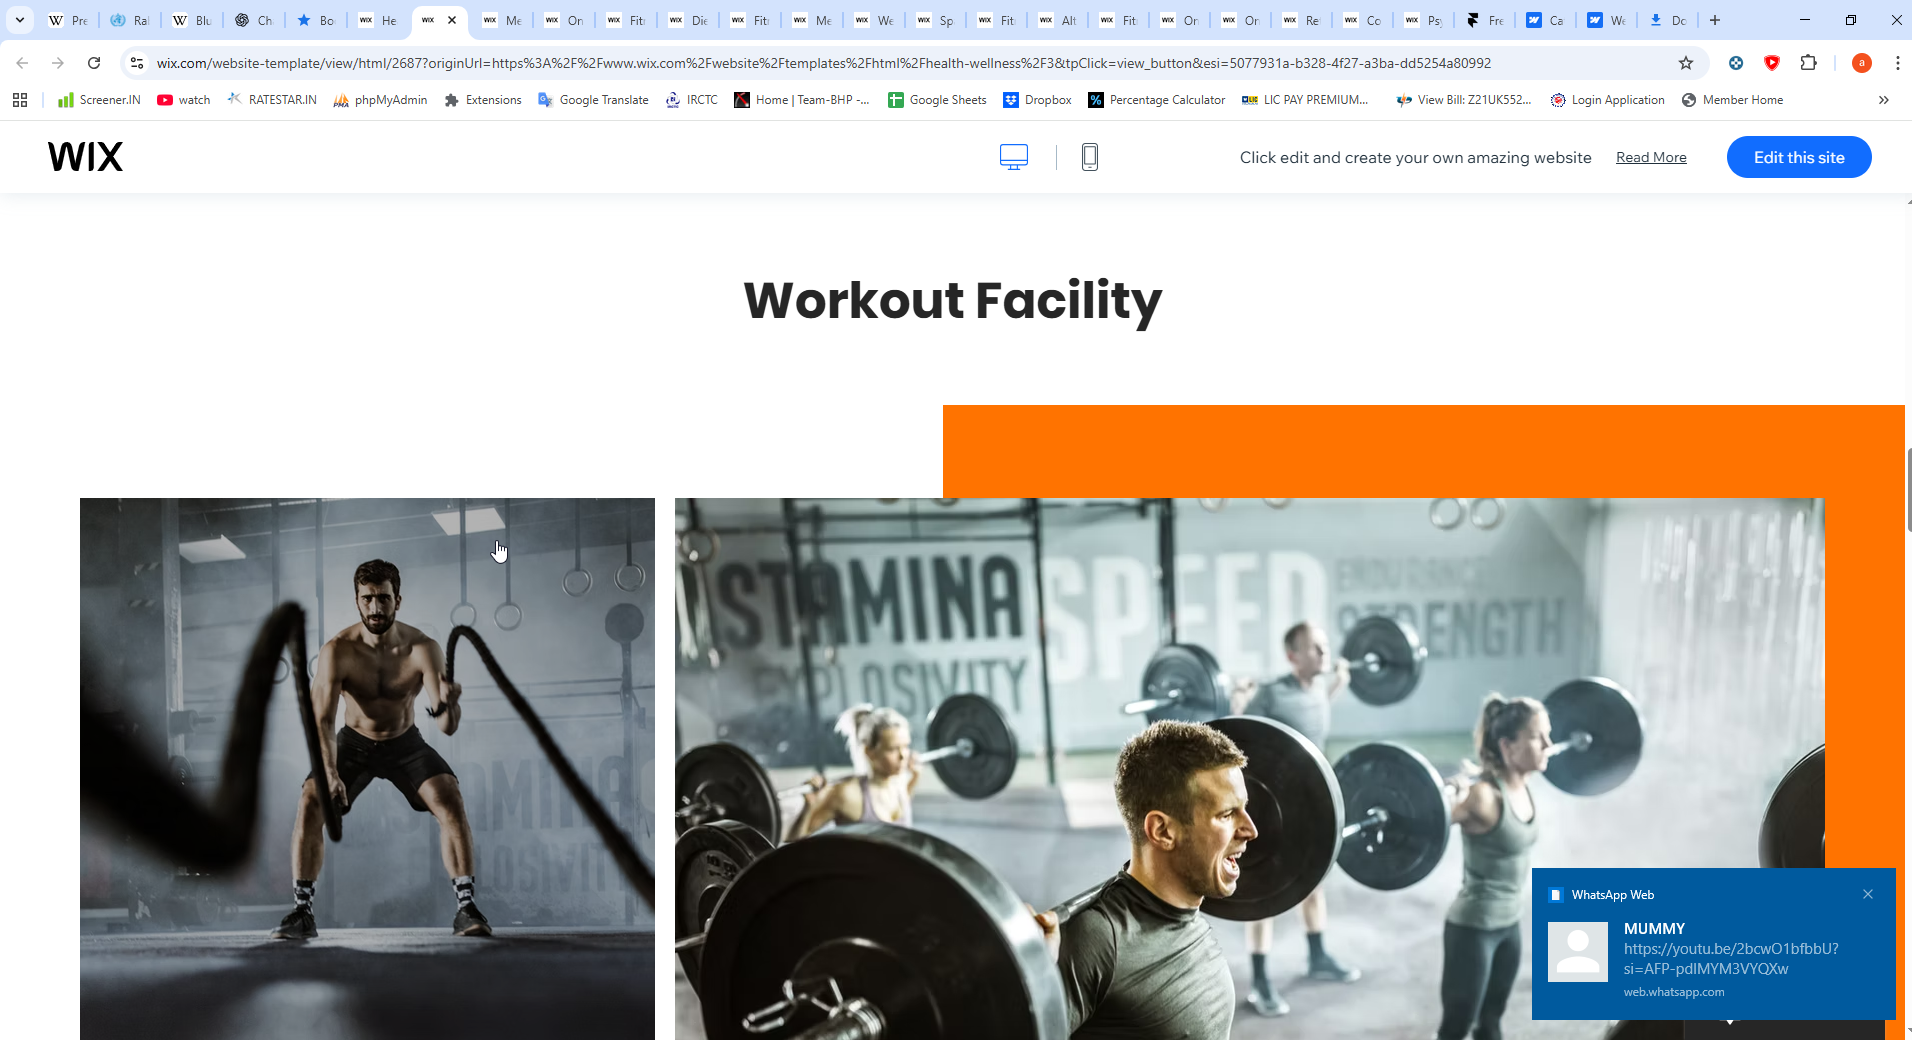 Pre
Ral
Blu
Ch
Bo
He
Me
On
Fit
Die
Fit
Me
We
Sp
Fit
Alt
Fit
On
On
Ret
Co
Psy
Fre
Ca
We
Do
wix.com/website-template/view/html/2687?originUrl=https%3A%2F%2Fwww.wix.com%2Fwebsite%2Ftemplates%2Fhtml%2Fhealth-wellness%2F3&tpClick=view_button&esi=5077931a-b328-4f27-a3ba-dd5254a80992
a
Screener.IN watch RATESTAR.IN phpMyAdmin Extensions Google Translate IRCTC Home | Team-BHP -... Google Sheets Dropbox Percentage Calculator LIC PAY PREMIUM... View Bill: Z21UK552... Login Application Member Home
WIX Click edit and create your own amazing website Read More Edit this site
Workout Facility
STAMINA SPEED ENDURANCE
EXPLOSIVITY STRENGTH
WhatsApp Web
MUMMY
https://youtu.be/2bcwO1bfbbU?
si=AFP-pdIMYM3VYQXw
web.whatsapp.com